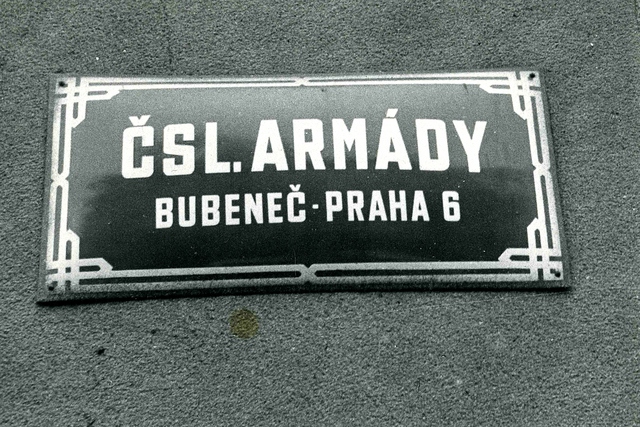 ČSL. ARMÁDY
BUBENEČ·PRAHA 6